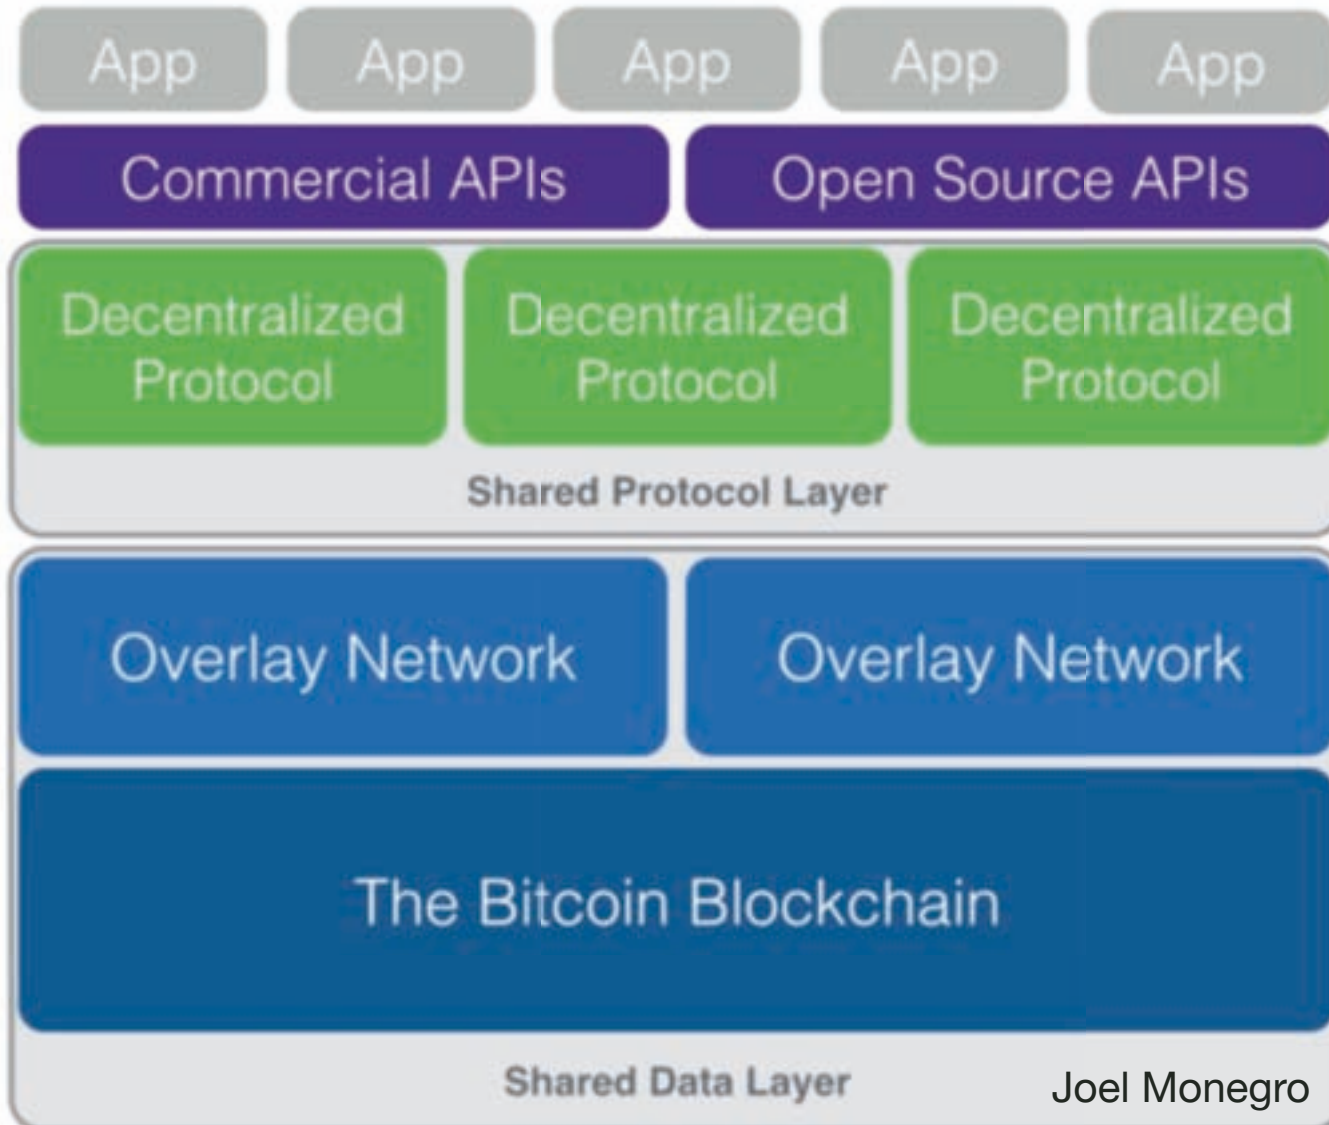 App App App App App
Commercial APIs Open Source APIs
Decentralized Decentralized Decentralized
Protocol Protocol Protocol
Shared Protocol Layer
Overlay Network Overlay Network
The Bitcoin Blockchain
Shared Data Layer
Joel Monegro